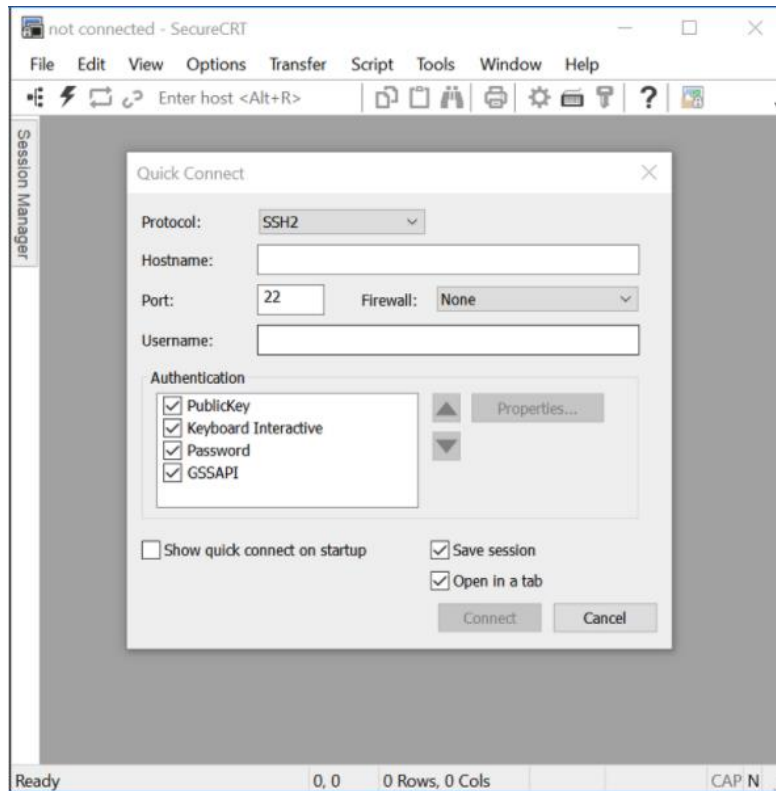 not connected - SecureCRT
File Edit View Options Transfer Script Tools Window Help
Enter host <Alt+R>
Session Manager
Quick Connect
Protocol: SSH2
Hostname:
Port: 22 Firewall: None
Username:
Authentication
PublicKey
Keyboard Interactive
Password
GSSAPI
Properties...
Show quick connect on startup
Save session
Open in a tab
Connect Cancel
Ready 0, 0 0 Rows, 0 Cols CAP N